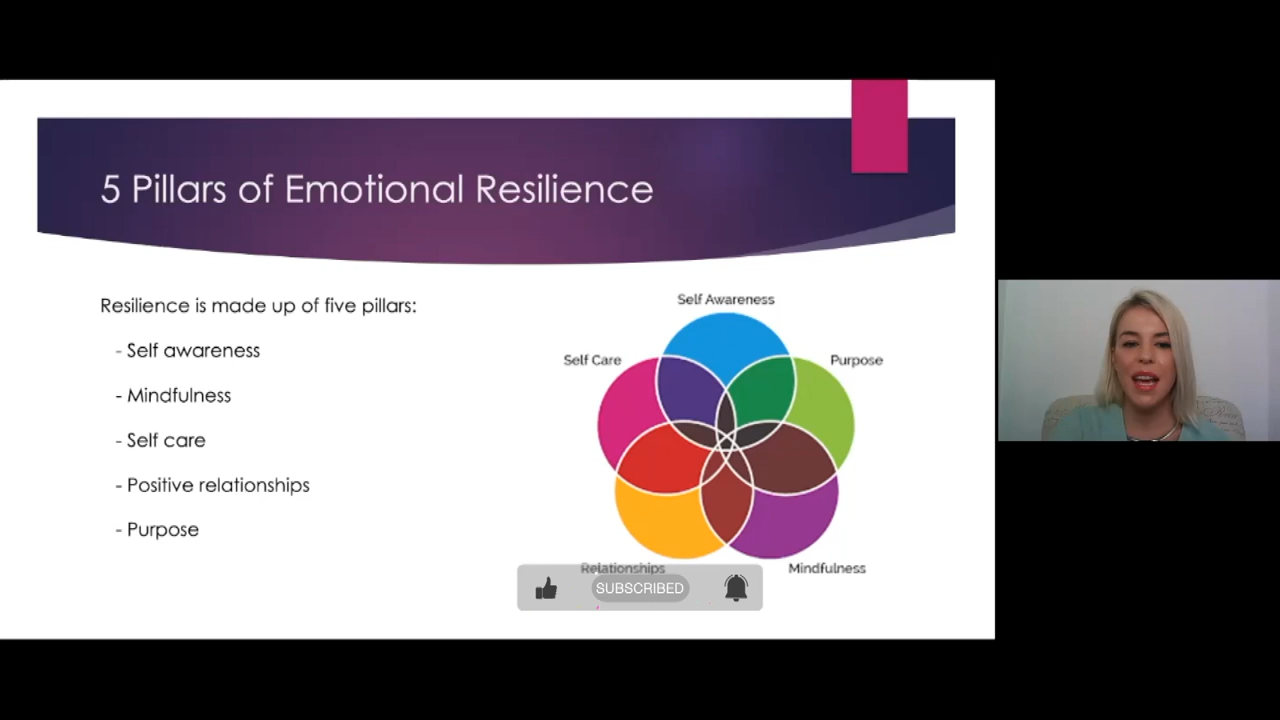 5 Pillars of Emotional Resilience
Resilience is made up of five pillars:
- Self awareness
- Mindfulness
- Self care
- Positive relationships
- Purpose
Self Awareness
Self Care
Purpose
Relationships
Mindfulness
SUBSCRIBED